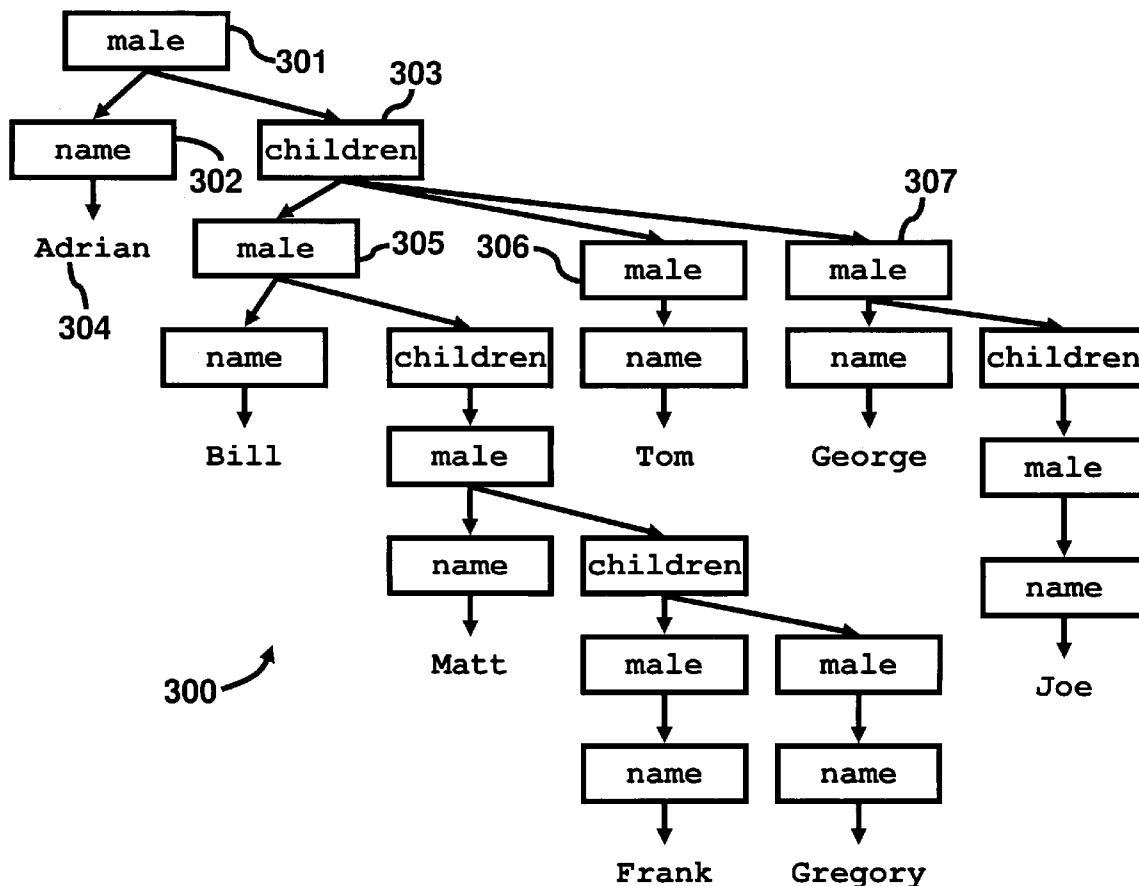 male
301
303
name
children
302
307
Adrian
male
305
306
male
male
304
name
children
name
name
children
Bill
male
Tom
George
male
name
children
name
300
Matt
male
male
Joe
name
name
Frank
Gregory